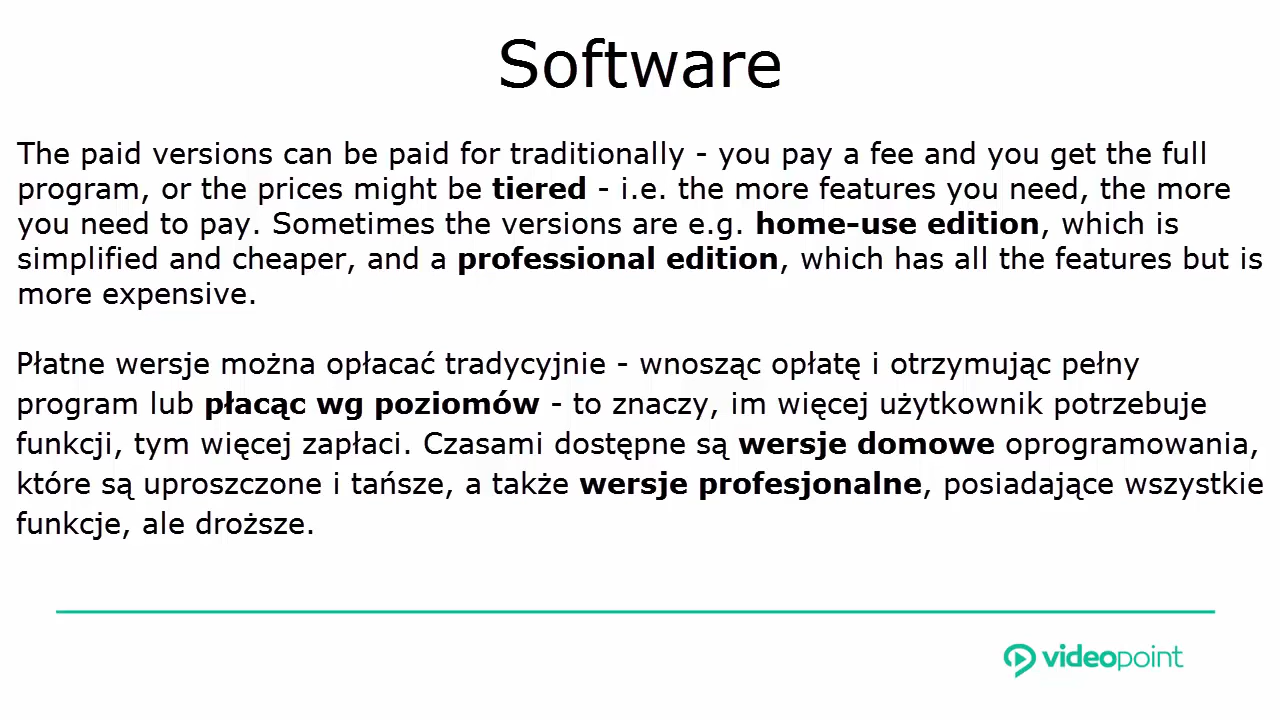 Software
The paid versions can be paid for traditionally - you pay a fee and you get the full
program, or the prices might be tiered - i.e. the more features you need, the more
you need to pay. Sometimes the versions are e.g. home-use edition, which is
simplified and cheaper, and a professional edition, which has all the features but is
more expensive.
Płatne wersje można opłacać tradycyjnie - wnosząc opłatę i otrzymując pełny
program lub płacąc wg poziomów - to znaczy, im więcej użytkownik potrzebuje
funkcji, tym więcej zapłaci. Czasami dostępne są wersje domowe oprogramowania,
które są uproszczone i tańsze, a także wersje profesjonalne, posiadające wszystkie
funkcje, ale droższe.
videopoint